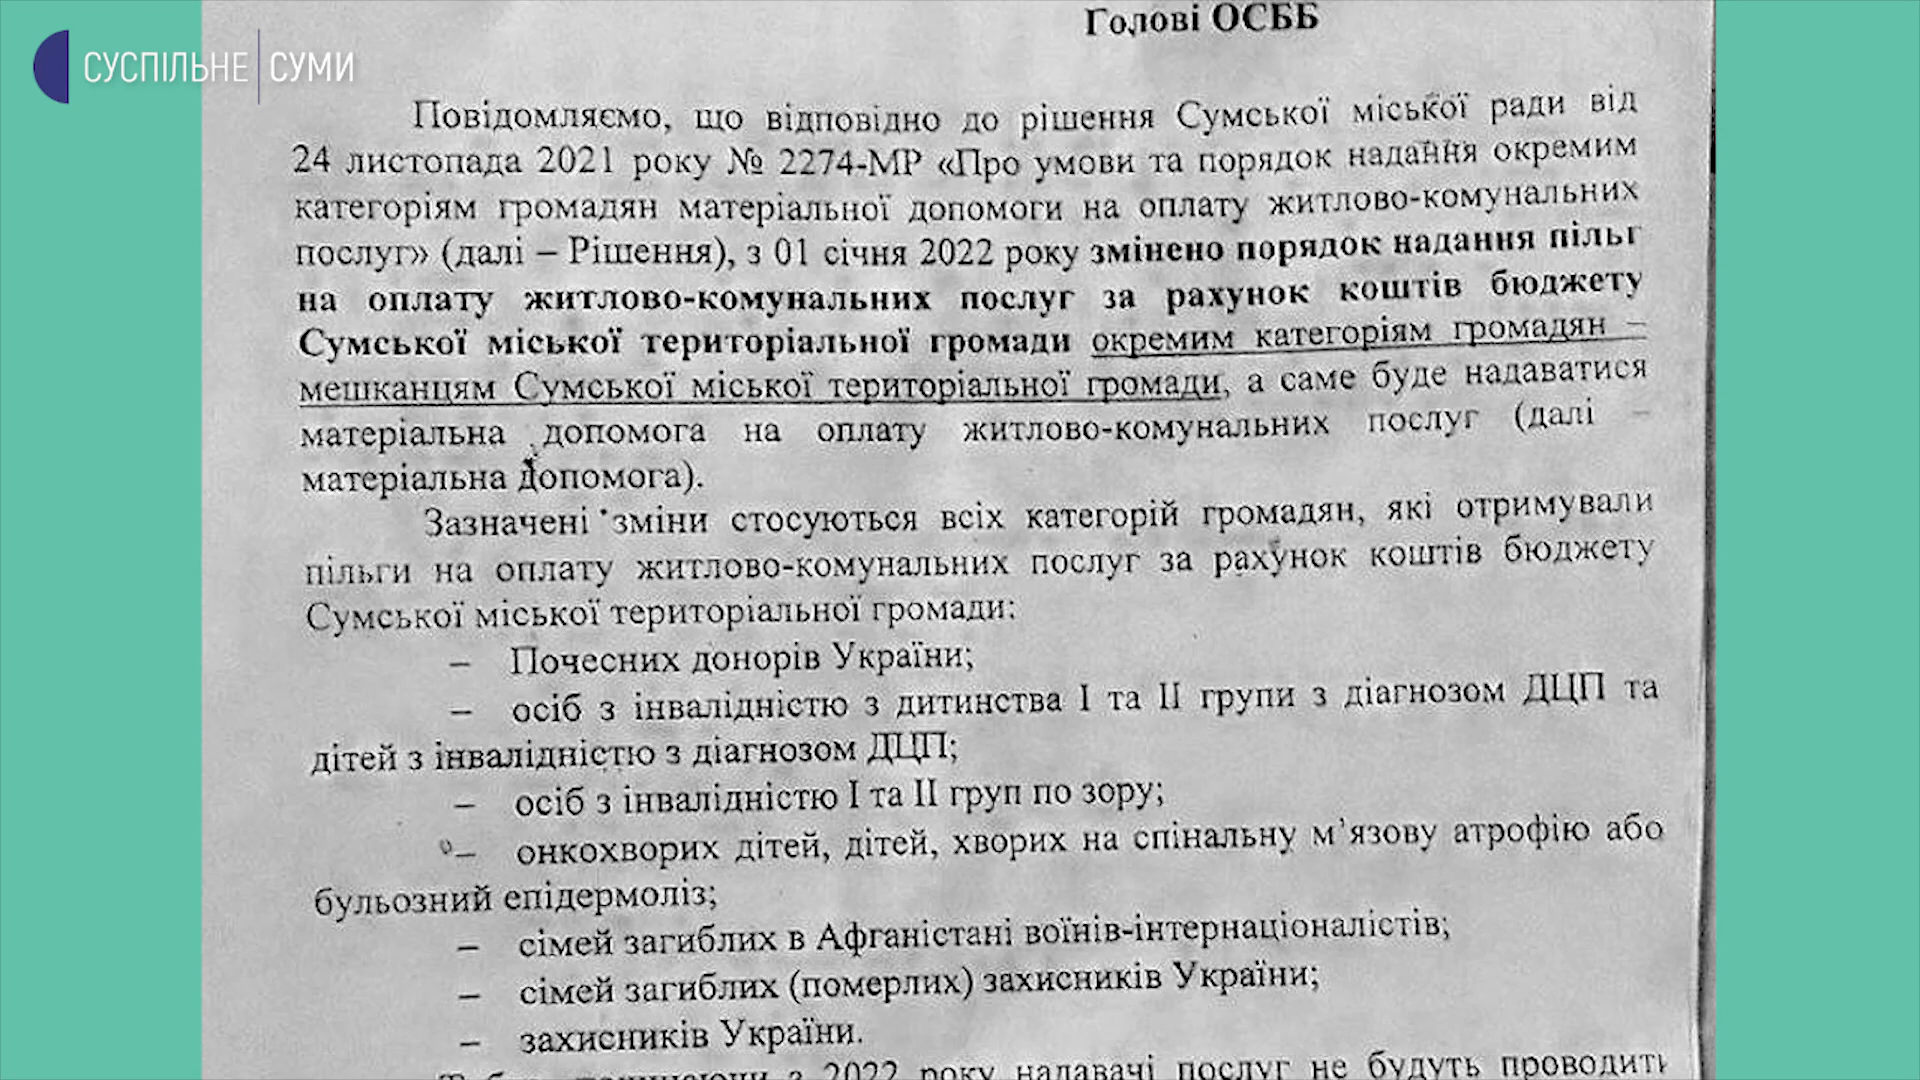 Голові ОСББ
СУСПІЛЬНЕ СУМИ
Повідомляємо, що відповідно до рішення Сумської міської ради від
24 листопада 2021 року № 2274-МР «Про умови та порядок надання окремим
категоріям громадян матеріальної допомоги на оплату житлово-комунальних
послуг» (далі – Рішення), з 01 січня 2022 року змінено порядок надання пільг
на оплату житлово-комунальних послуг за рахунок коштів бюджету
Сумської міської територіальної громади окремим категоріям громадян –
мешканцям Сумської міської територіальної громади, а саме буде надаватися
матеріальна допомога на оплату житлово-комунальних послуг (далі –
матеріальна допомога).
Зазначені зміни стосуються всіх категорій громадян, які отримували
пільги на оплату житлово-комунальних послуг за рахунок коштів бюджету
Сумської міської територіальної громади:
– Почесних донорів України;
– осіб з інвалідністю з дитинства І та ІІ групи з діагнозом ДЦП та
дітей з інвалідністю з діагнозом ДЦП;
– осіб з інвалідністю І та ІІ груп по зору;
– онкохворих дітей, дітей, хворих на спінальну м’язову атрофію або
бульозний епідермоліз;
– сімей загиблих в Афганістані воїнів-інтернаціоналістів;
– сімей загиблих (померлих) захисників України;
– захисників України.
починаючи з 2022 року надавачі послуг не будуть проводить